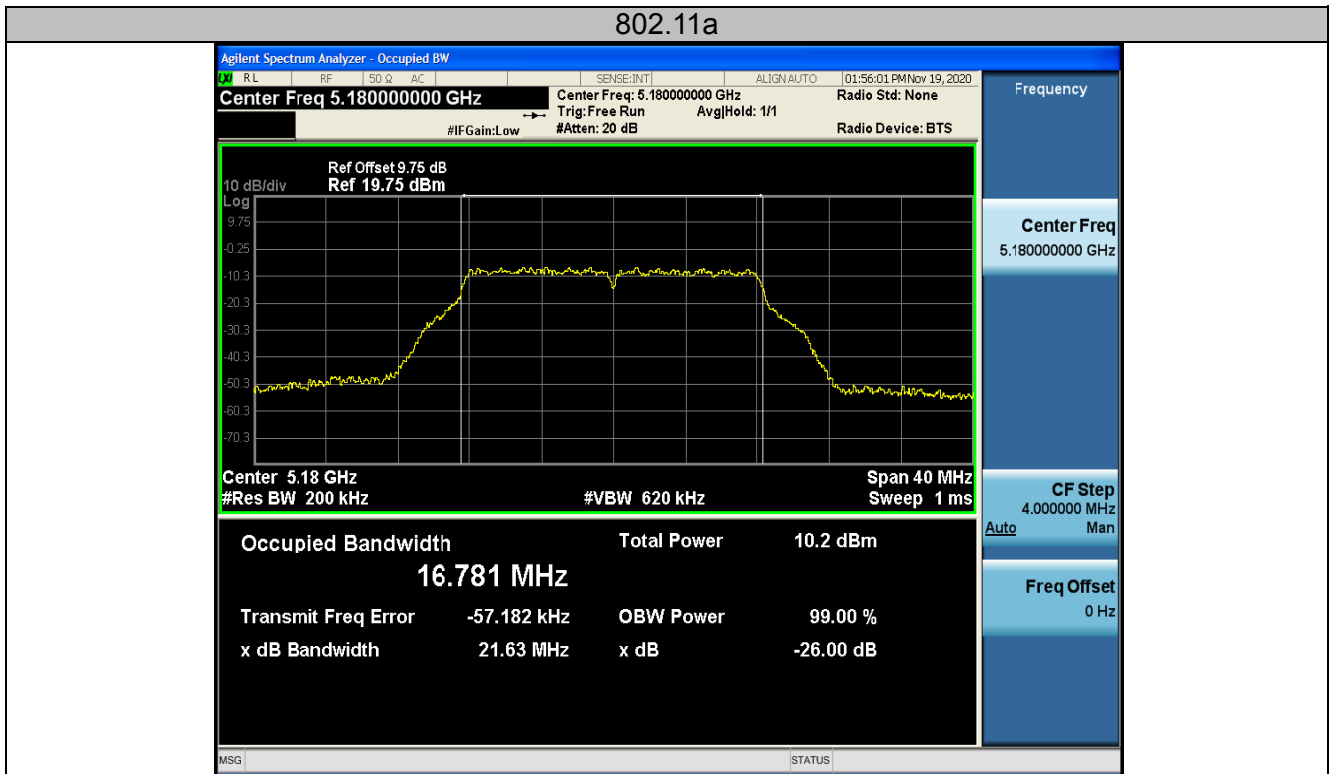 802.11a
Agilent Spectrum Analyzer - Occupied BW
LXI RL RF 50 Ω AC SENSE:INT ALIGNAUTO 01:56:01 PMNov 19, 2020
Center Freq 5.180000000 GHz Center Freq: 5.180000000 GHz Radio Std: None
Trig:Free Run Avg|Hold: 1/1
#IFGain:Low #Atten: 20 dB Radio Device: BTS
Frequency
Ref Offset 9.75 dB
10 dB/div Ref 19.75 dBm
Log
9.75
-0.25
-10.3
-20.3
-30.3
-40.3
-50.3
-60.3
-70.3
Center 5.18 GHz Span 40 MHz
#Res BW 200 kHz #VBW 620 kHz Sweep 1 ms
Occupied Bandwidth Total Power 10.2 dBm
16.781 MHz
Transmit Freq Error -57.182 kHz OBW Power 99.00 %
x dB Bandwidth 21.63 MHz x dB -26.00 dB
Center Freq
5.180000000 GHz
CF Step
4.000000 MHz
Auto Man
Freq Offset
0 Hz
MSG STATUS